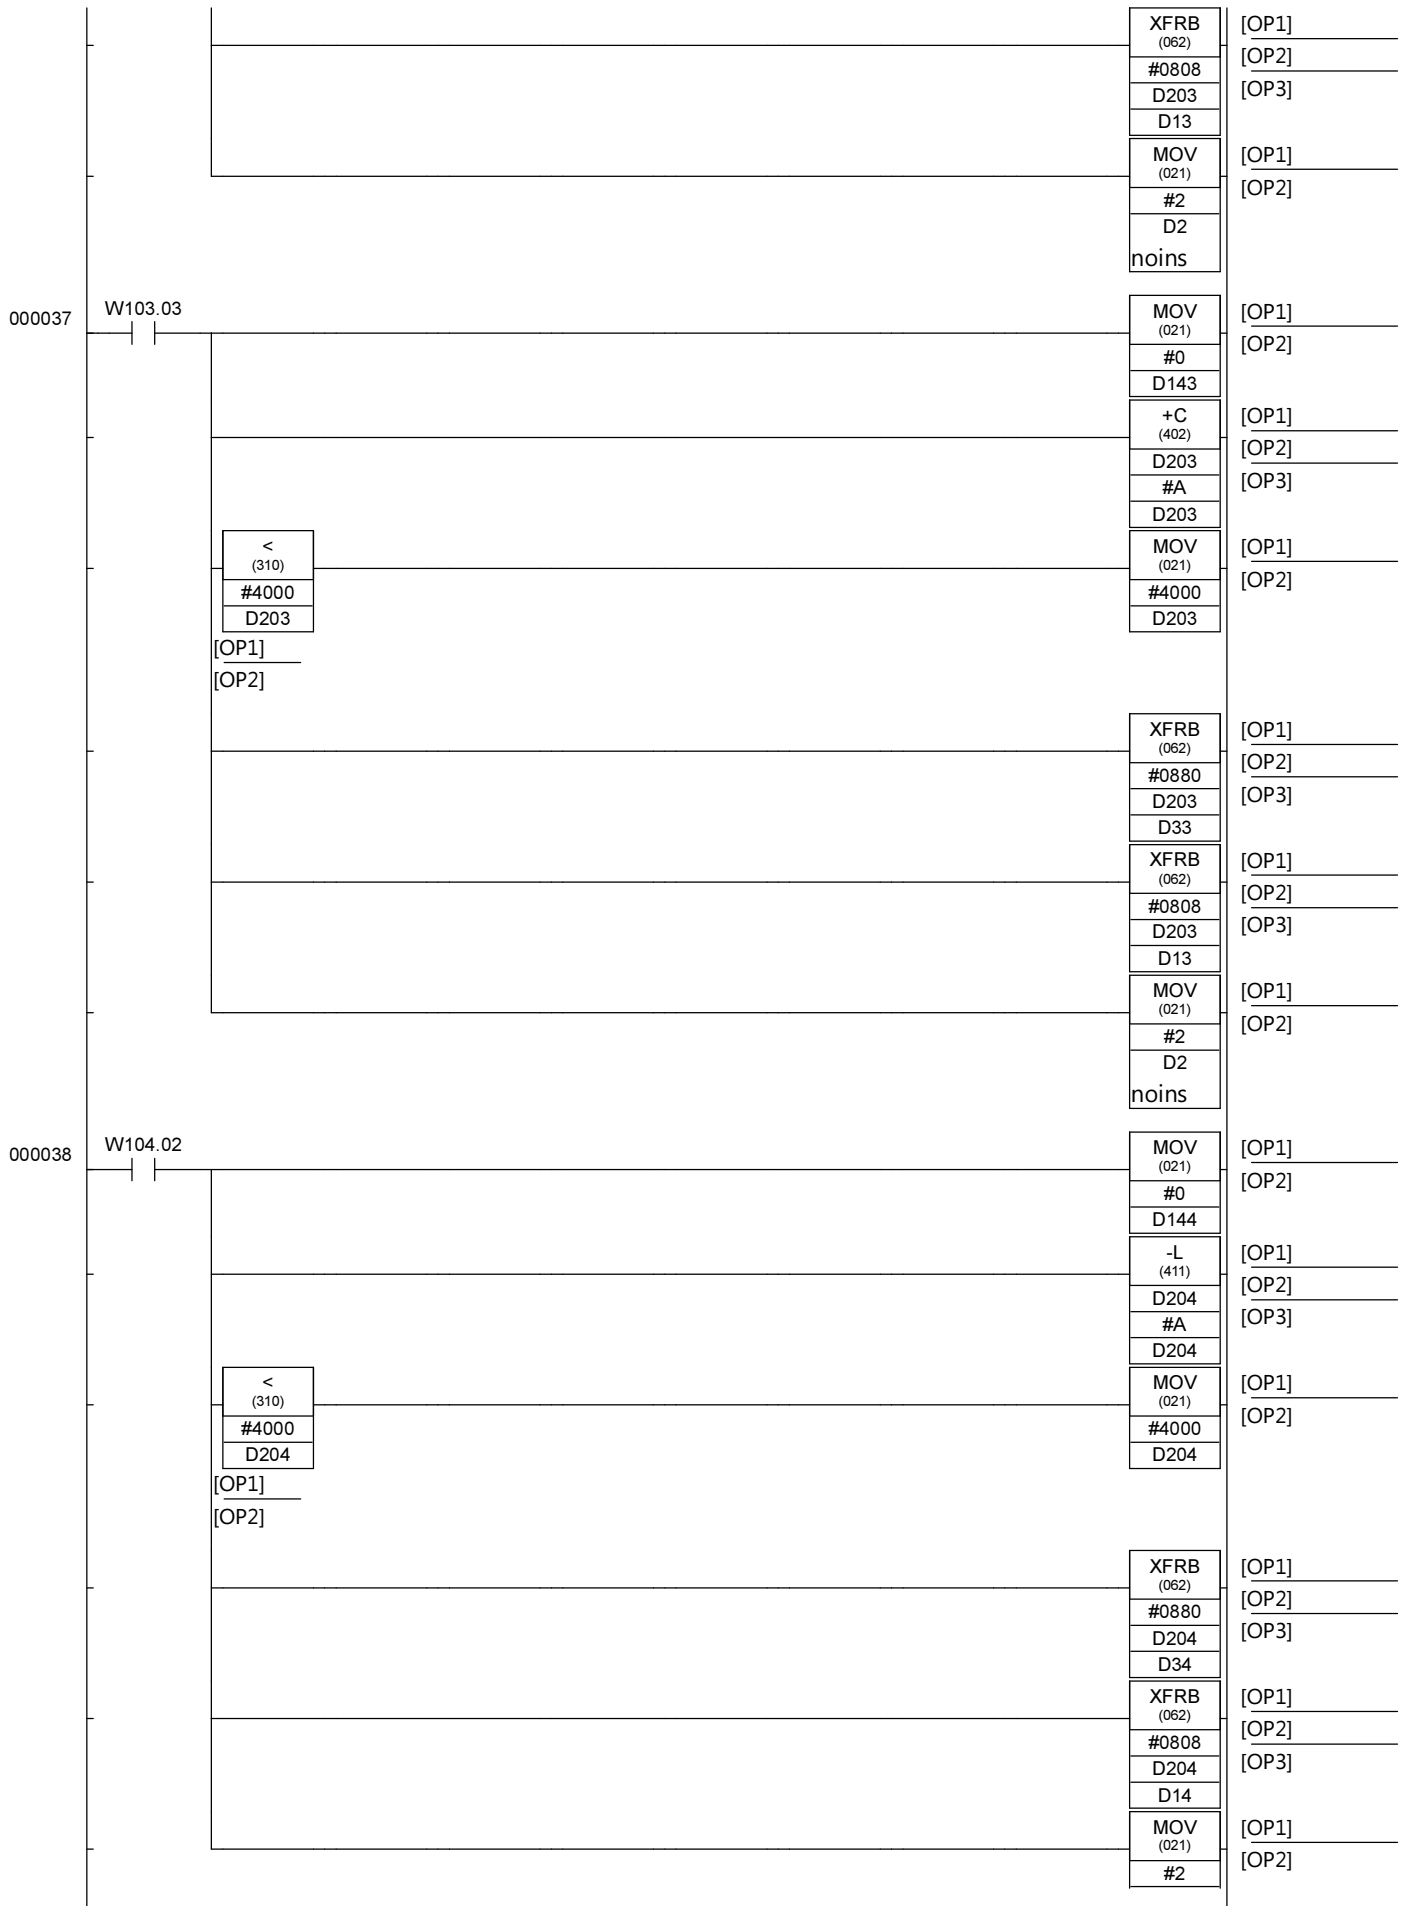 XFRB [OP1]
(062) [OP2]
#0808
D203 [OP3]
D13
MOV [OP1]
(021) [OP2]
#2
D2
noins
000037 W103.03 MOV [OP1]
(021) [OP2]
#0
D143
+C [OP1]
(402) [OP2]
D203
#A [OP3]
D203
< MOV [OP1]
(310) (021) [OP2]
#4000 #4000
D203 D203
[OP1]
[OP2]
XFRB [OP1]
(062) [OP2]
#0880
D203 [OP3]
D33
XFRB [OP1]
(062) [OP2]
#0808
D203 [OP3]
D13
MOV [OP1]
(021) [OP2]
#2
D2
noins
000038 W104.02 MOV [OP1]
(021) [OP2]
#0
D144
-L [OP1]
(411) [OP2]
D204
#A [OP3]
D204
< MOV [OP1]
(310) (021) [OP2]
#4000 #4000
D204 D204
[OP1]
[OP2]
XFRB [OP1]
(062) [OP2]
#0880
D204 [OP3]
D34
XFRB [OP1]
(062) [OP2]
#0808
D204 [OP3]
D14
MOV [OP1]
(021) [OP2]
#2